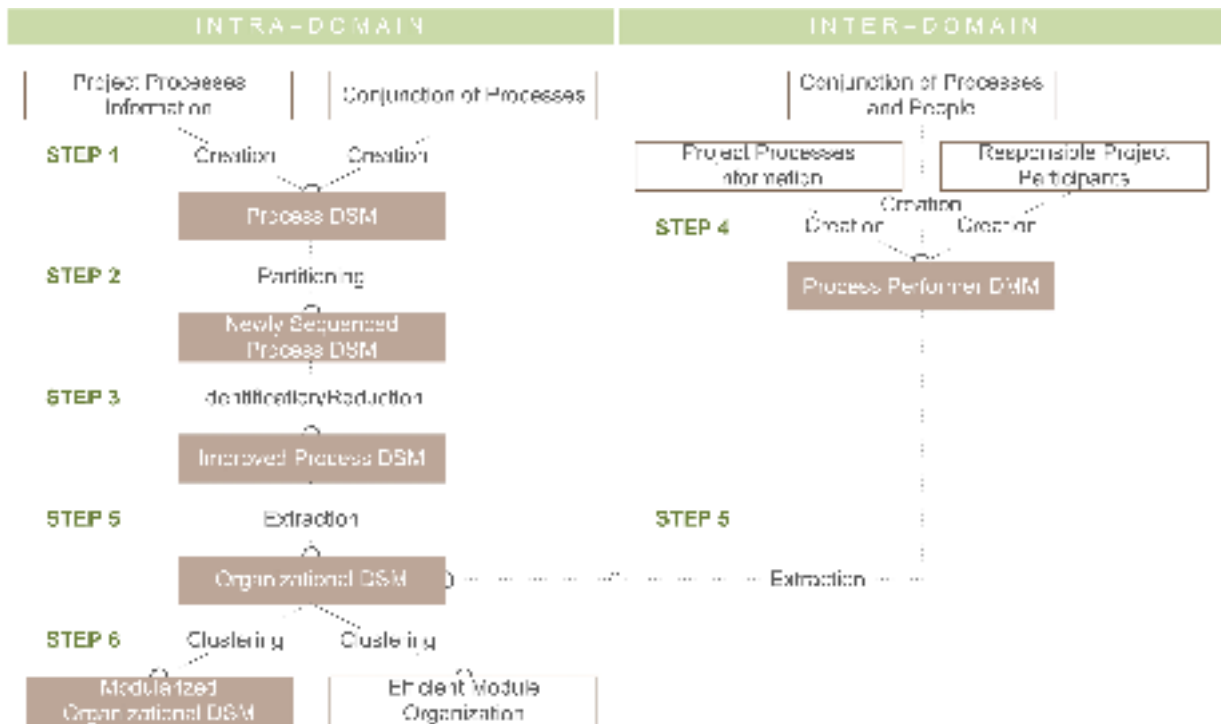 INTRA-DOMAIN
INTER-DOMAIN
Project Processes
Information
Conjunction of Processes
STEP 1
Creation
Creation
Process DSM
STEP 2
Partitioning
Newly Sequenced
Process DSM
STEP 3
Identification/Reduction
Improved Process DSM
STEP 5
Extraction
Organizational DSM
STEP 6
Clustering
Clustering
Modularized
Organizational DSM
Efficient Module
Organization
Conjunction of Processes
and People
Project Processes
Information
Responsible Project
Participants
STEP 4
Creation
Creation
Creation
Process Performer DMM
STEP 5
Extraction